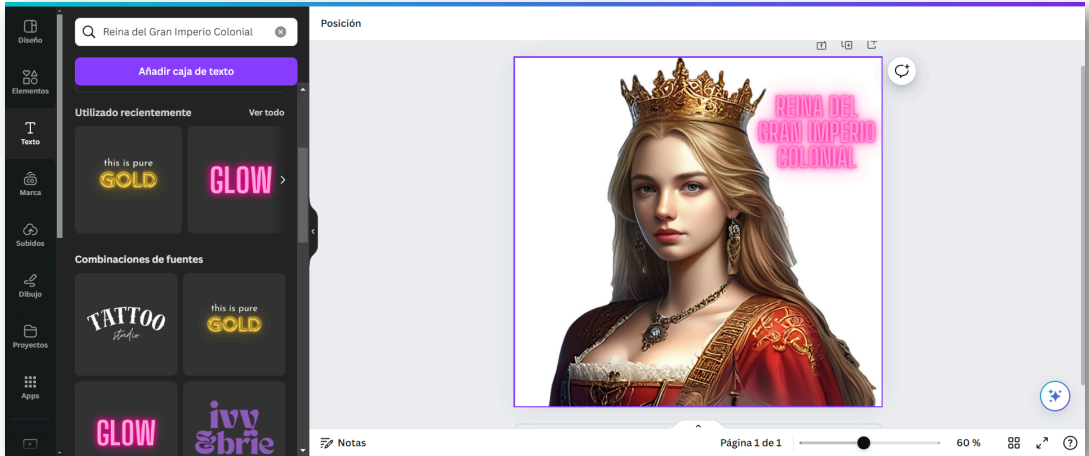 Diseño
Elementos
Texto
Marca
Subidos
Dibujo
Proyectos
Apps
Reina del Gran Imperio Colonial
Añadir caja de texto
Utilizado recientemente
Ver todo
this is pure
GOLD
GLOW
Combinaciones de fuentes
TATTOO
studio
this is pure
GOLD
GLOW
ivy
&brie
Posición
REINA DEL
GRAN IMPERIO
COLONIAL
Notas
Página 1 de 1
60 %